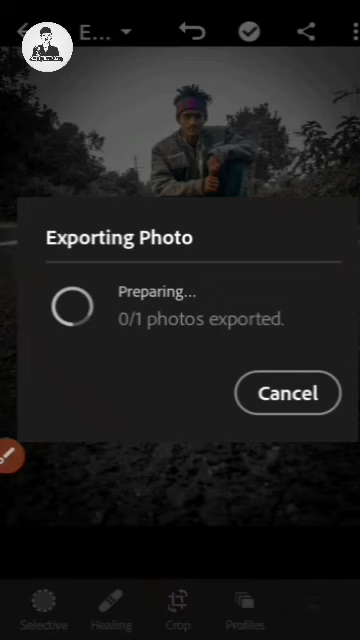 E...
Exporting Photo
Preparing...
0/1 photos exported.
Cancel
Selective
Healing
Crop
Profiles